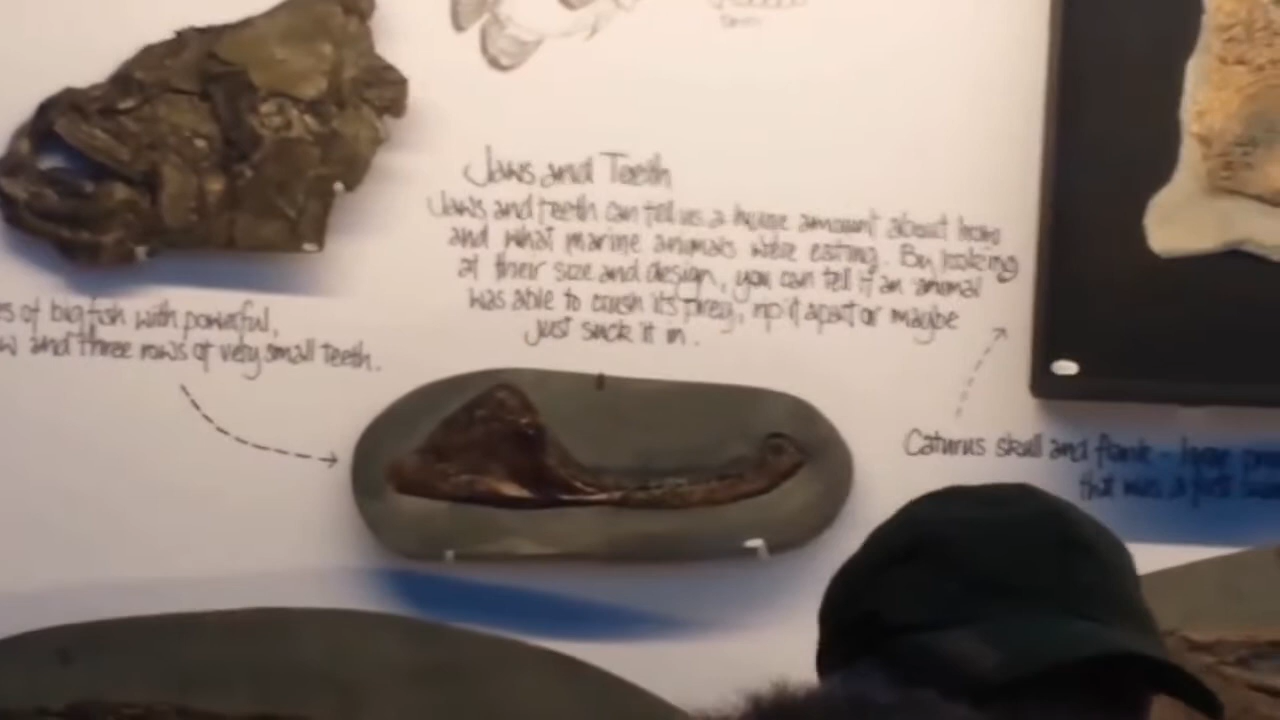 Jaws and Teeth
Jaws and teeth can tell us a huge amount about how
and what marine animals were eating. By looking
at their size and design, you can tell if an animal
was able to crush its prey, rip it apart or maybe
just suck it in.
of big fish with powerful,
and three rows of very small teeth.
Caturus skull and
that was a